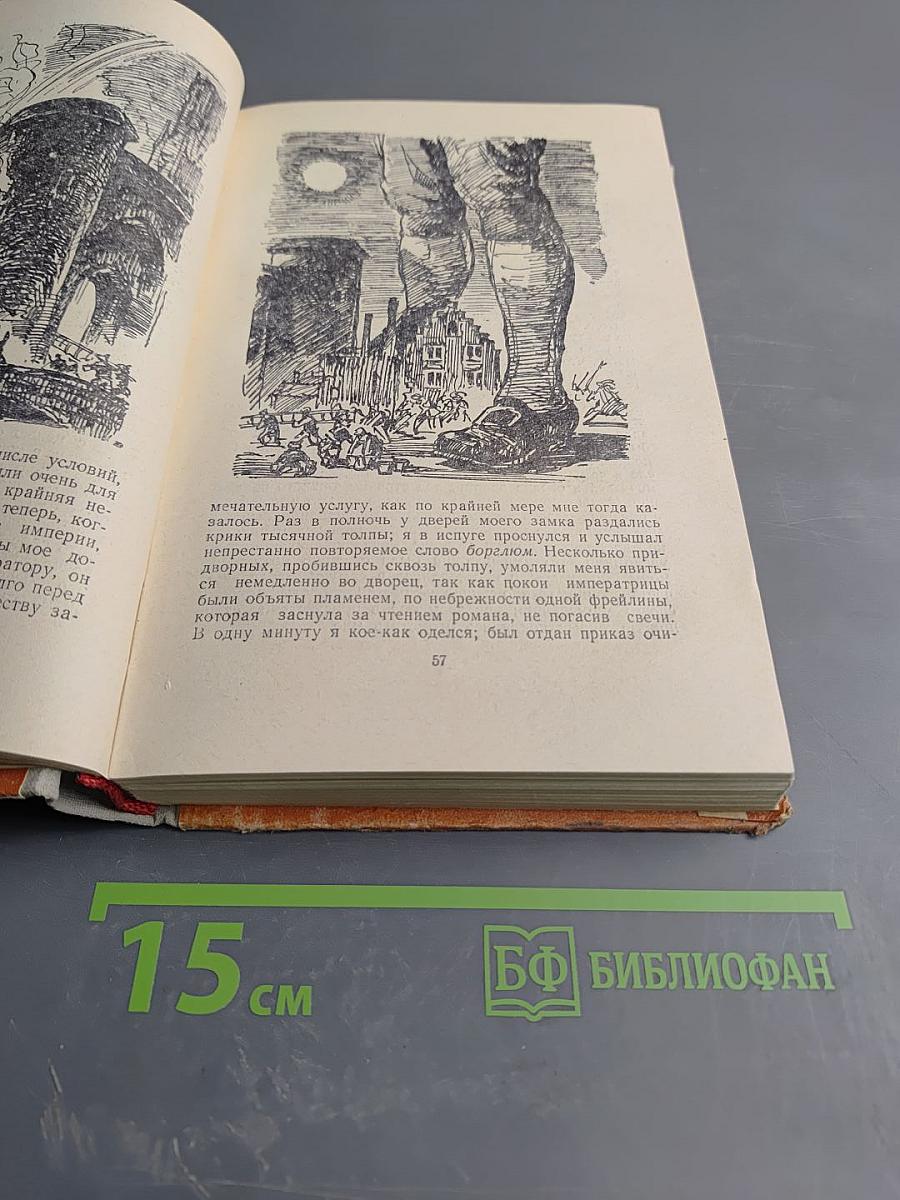 числе условий,
очень для
крайняя не-
теперь, ког-
империи,
мое до-
он
перед
за-
мечательную услугу, как по крайней мере мне тогда ка-
залось. Раз в полночь у дверей моего замка раздались
крики тысячной толпы; я в испуге проснулся и услышал
непрестанно повторяемое слово борглюм. Несколько при-
дворных, пробившись сквозь толпу, умоляли меня явить-
ся немедленно во дворец, так как покои императрицы
были объяты пламенем, по небрежности одной фрейлины,
которая заснула за чтением романа, не погасив свечи.
В одну минуту я кое-как оделся; был отдан приказ очи-
57
15 см
БФ БИБЛИОФАН